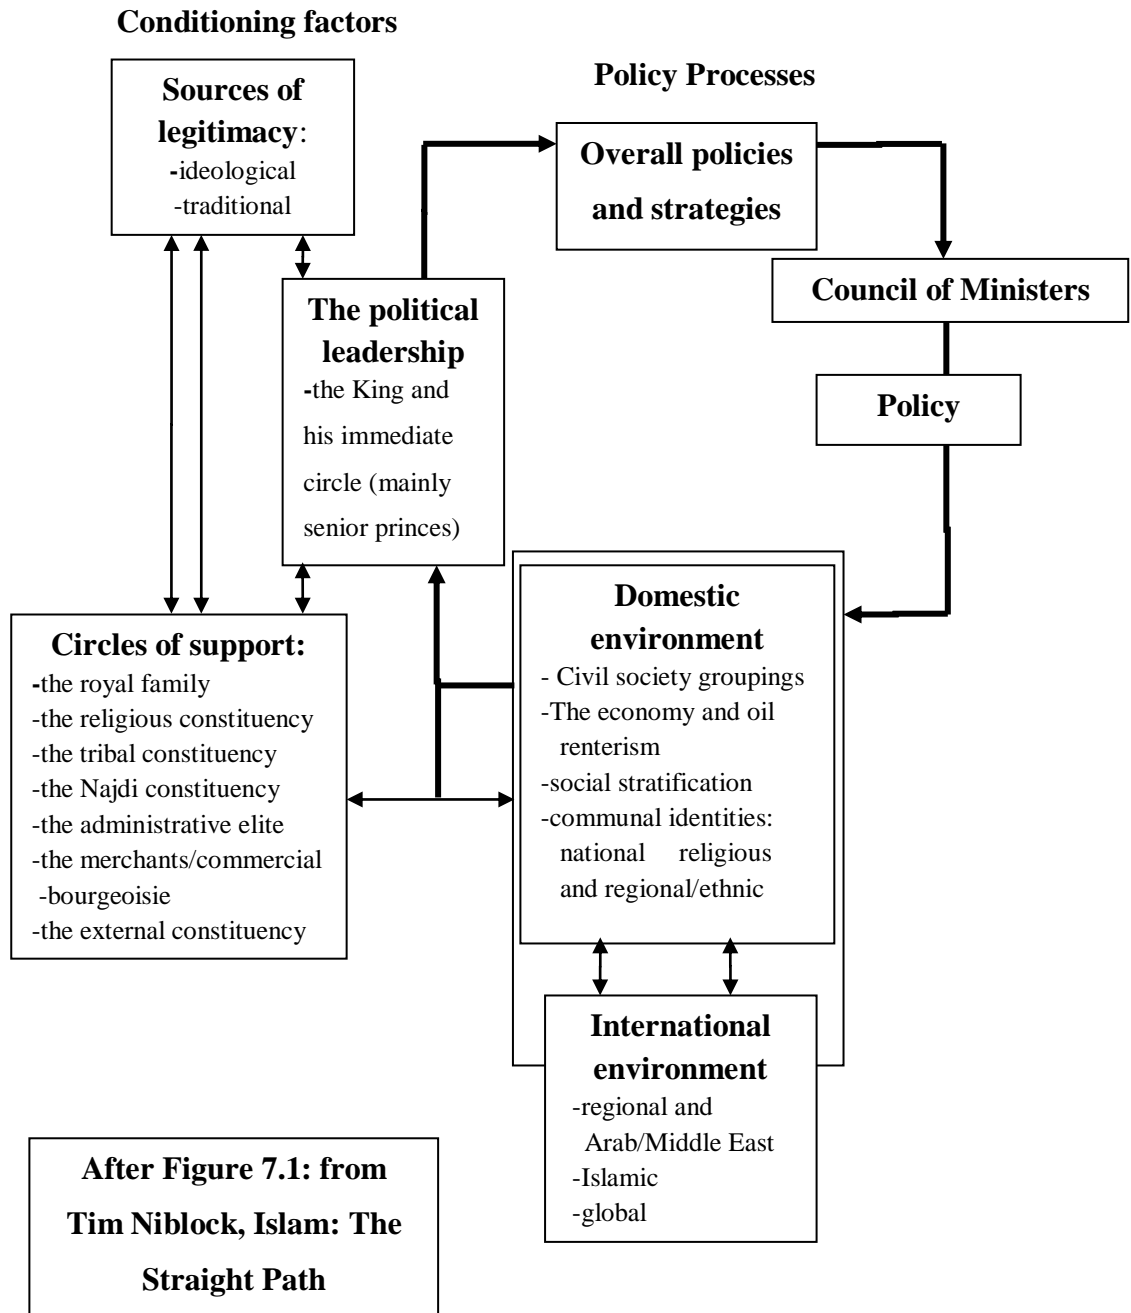 Conditioning factors
Sources of
legitimacy:
-ideological
-traditional
Policy Processes
Overall policies
and strategies
Council of Ministers
Policy
The political
leadership
-the King and
his immediate
circle (mainly
senior princes)
Circles of support:
-the royal family
-the religious constituency
-the tribal constituency
-the Najdi constituency
-the administrative elite
-the merchants/commercial
-bourgeoisie
-the external constituency
Domestic
environment
- Civil society groupings
-The economy and oil
renterism
-social stratification
-communal identities:
national religious
and regional/ethnic
International
environment
-regional and
Arab/Middle East
-Islamic
-global
After Figure 7.1: from
Tim Niblock, Islam: The
Straight Path